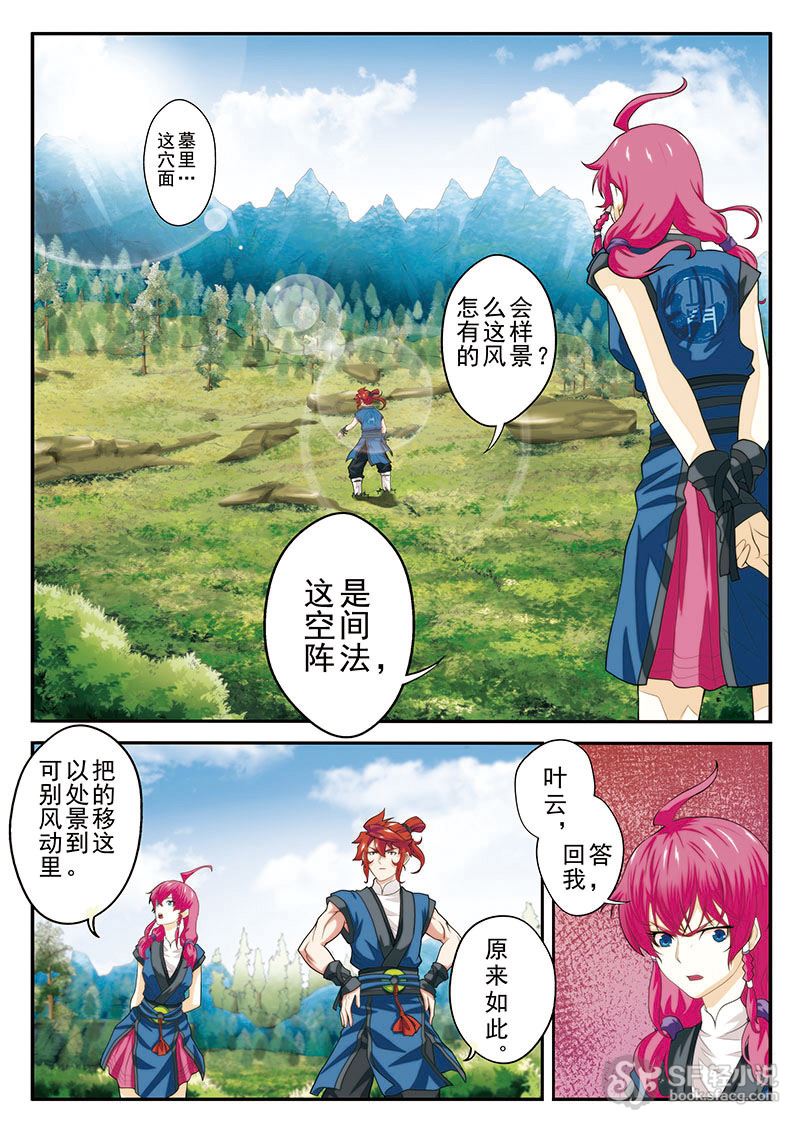 这墓
穴里
面…
怎么会
有这样
的风景？
这是
空间
阵法，
可以把
别处的
风景移
动到这
里。
原来
如此。
叶云，
回答
我，
SF轻小说
book.sfacg.com